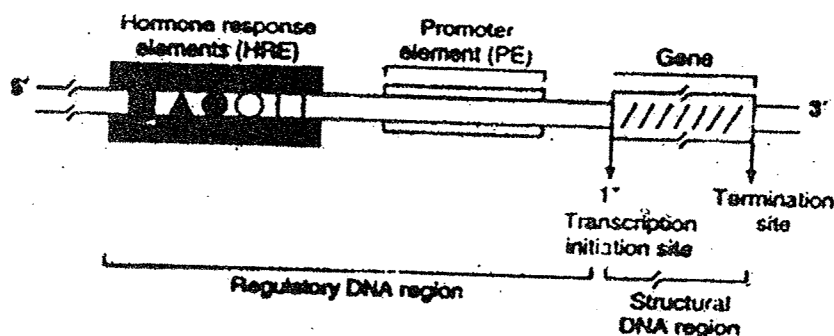 Hormone response
elements (HRE)
Promoter
element (PE)
Gene
5'
3'
1"
Transcription
initiation site
Termination
site
Regulatory DNA region
Structural
DNA region